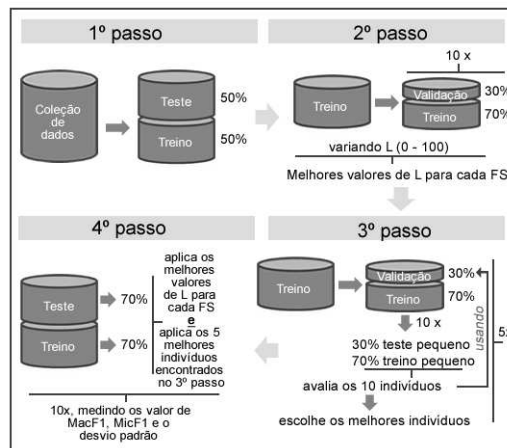 1º passo
Coleção
de
dados
Teste
50%
Treino
50%
2º passo
10 x
Treino
Validação
30%
Treino
70%
variando L (0 - 100)
Melhores valores de L para cada FS
3º passo
Treino
Validação
30%
Treino
70%
10 x
30% teste pequeno
70% treino pequeno
avalia os 10 indivíduos
escolhe os melhores indivíduos
usando
4º passo
Teste
70%
Treino
70%
aplica os
melhores
valores
de L para
cada FS
e
aplica os 5
melhores
indivíduos
encontrados
no 3º passo
10x, medindo os valor de
MacF1, MicF1 e o
desvio padrão